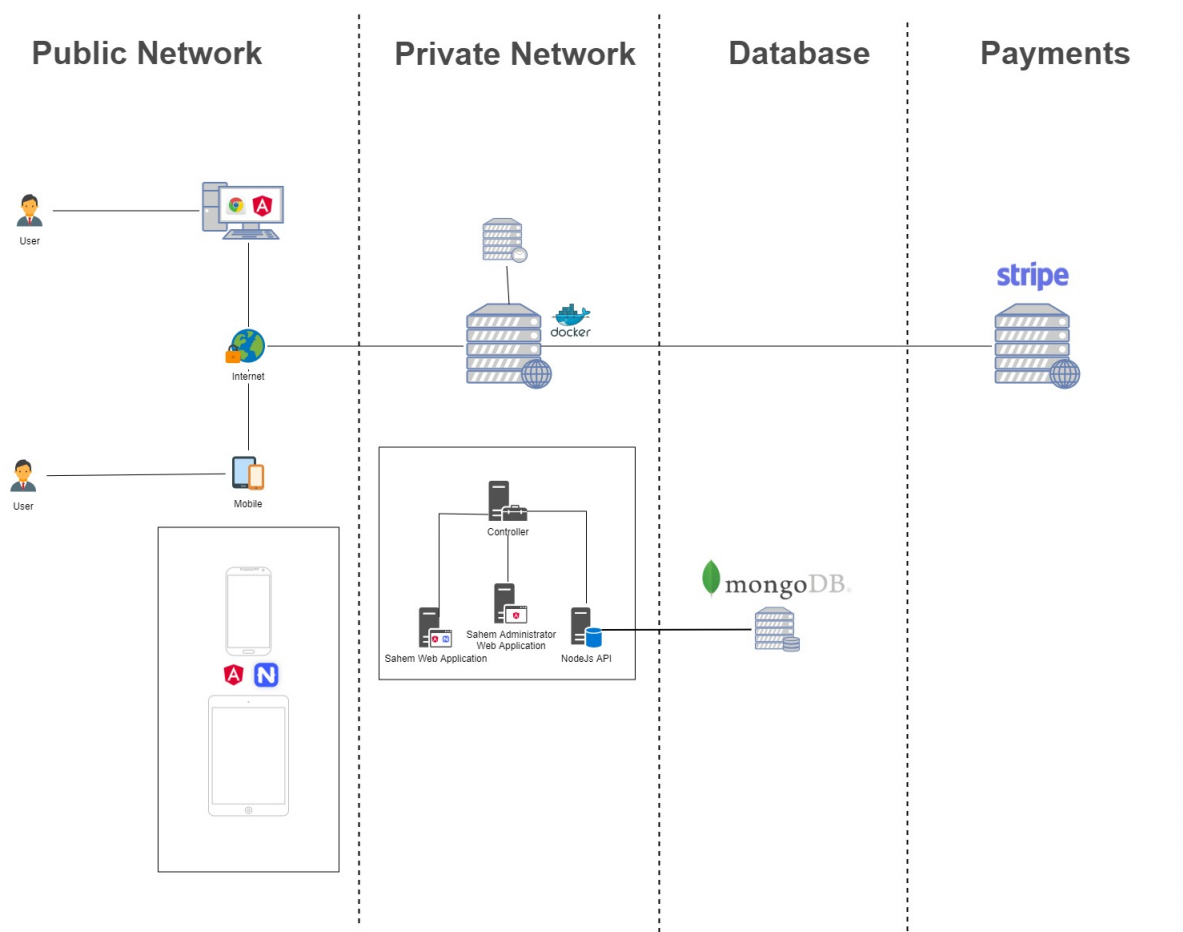 Public Network
Private Network
Database
Payments
User
stripe
docker
Internet
User
Mobile
Controller
mongoDB.
Sahem Administrator
Web Application
Sahem Web Application
NodeJs API